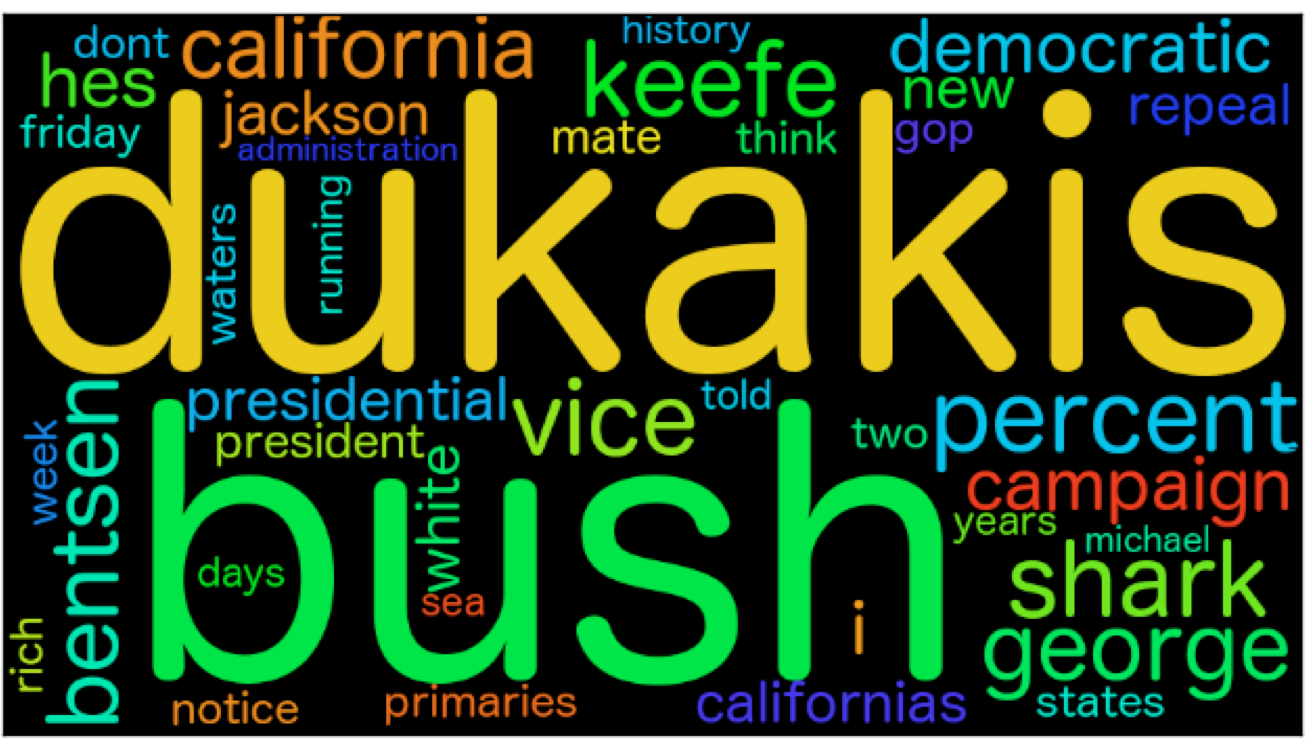 dont
california
history
democratic
hes
keefe
new
repeal
jackson
friday
mate
think
gop
administration
dukakis
waters
running
bentsen
presidential
vice
told
percent
president
two
week
white
campaign
bush
years
michael
days
shark
sea
i
rich
george
notice
primaries
californias
states